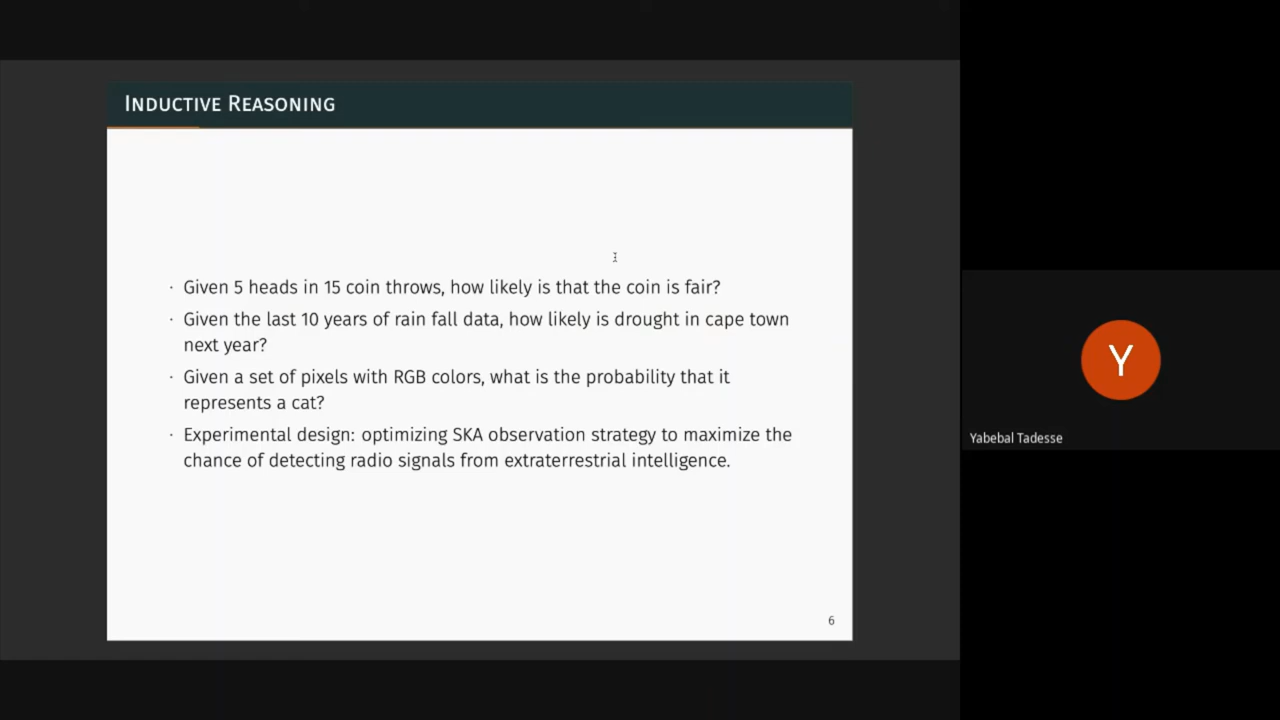 Inductive Reasoning
· Given 5 heads in 15 coin throws, how likely is that the coin is fair?
· Given the last 10 years of rain fall data, how likely is drought in cape town
next year?
· Given a set of pixels with RGB colors, what is the probability that it
represents a cat?
· Experimental design: optimizing SKA observation strategy to maximize the
chance of detecting radio signals from extraterrestrial intelligence.
6
Y
Yabebal Tadesse